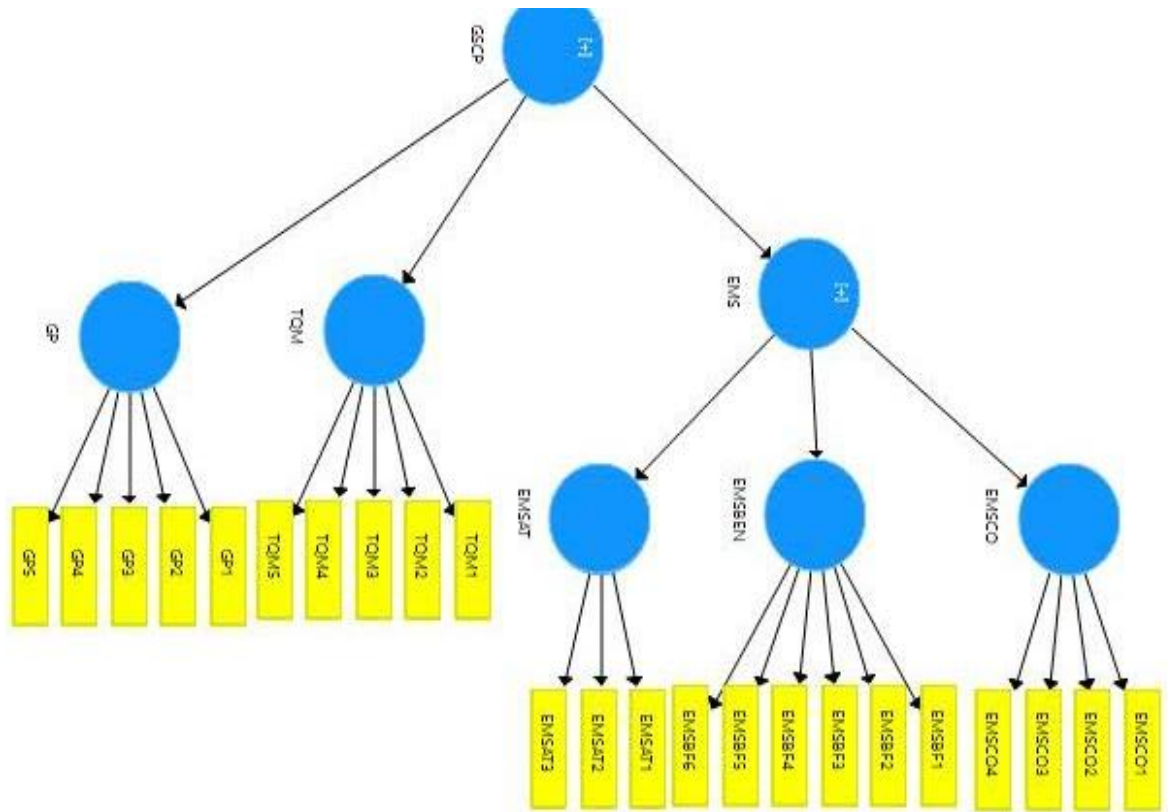 GSCP
[+]
EMS
[+]
GP
TQM
EMSAT
EMSBEN
EMSCO
GP5
GP4
GP3
GP2
GP1
TQM5
TQM4
TQM3
TQM2
TQM1
EMSAT3
EMSAT2
EMSAT1
EMSBF6
EMSBF5
EMSBF4
EMSBF3
EMSBF2
EMSBF1
EMSCO4
EMSCO3
EMSCO2
EMSCO1